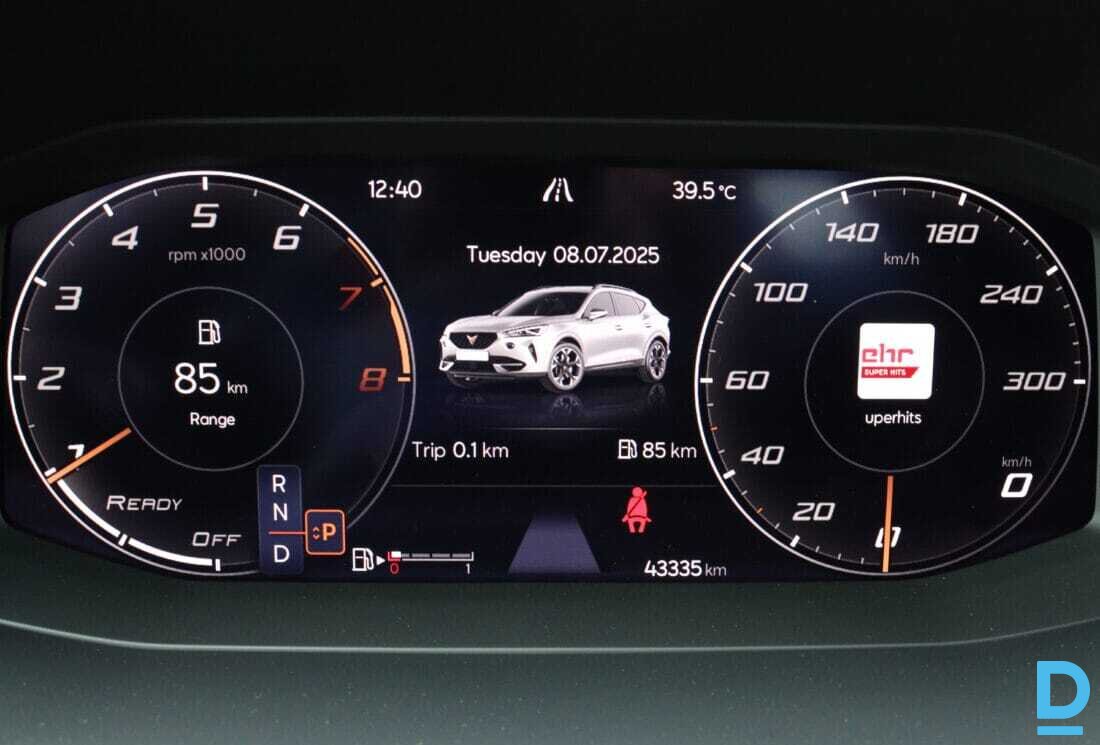 12:40
39.5°C
Tuesday 08.07.2025
1
2
3
4
5
6
7
8
rpm x1000
85 km
Range
READY
OFF
R
N
P
D
Trip 0.1 km
85 km
0
1
43335 km
0
20
40
60
100
140
180
240
300
km/h
ehr
SUPER HITS
uperhits
km/h
0
D